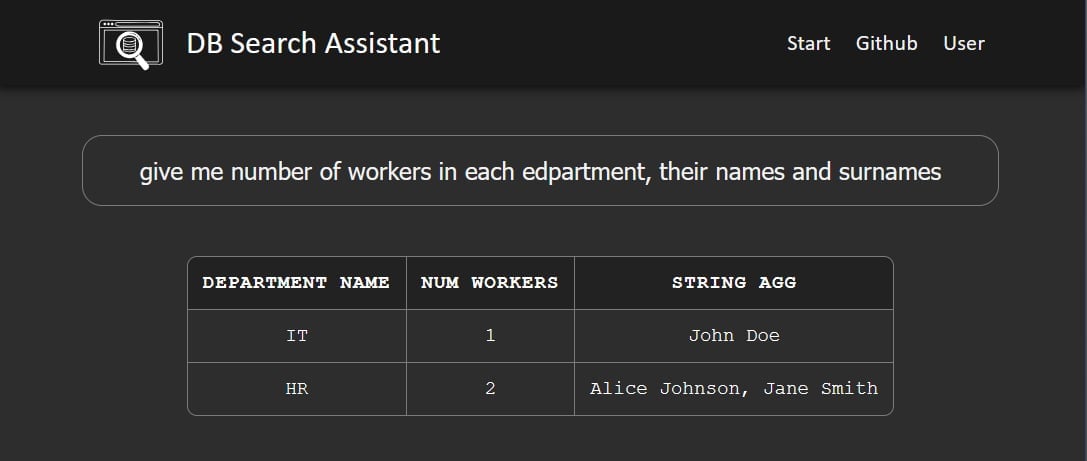 DB Search Assistant
Start Github User
give me number of workers in each edpartment, their names and surnames
DEPARTMENT NAME NUM WORKERS STRING AGG
IT 1 John Doe
HR 2 Alice Johnson, Jane Smith